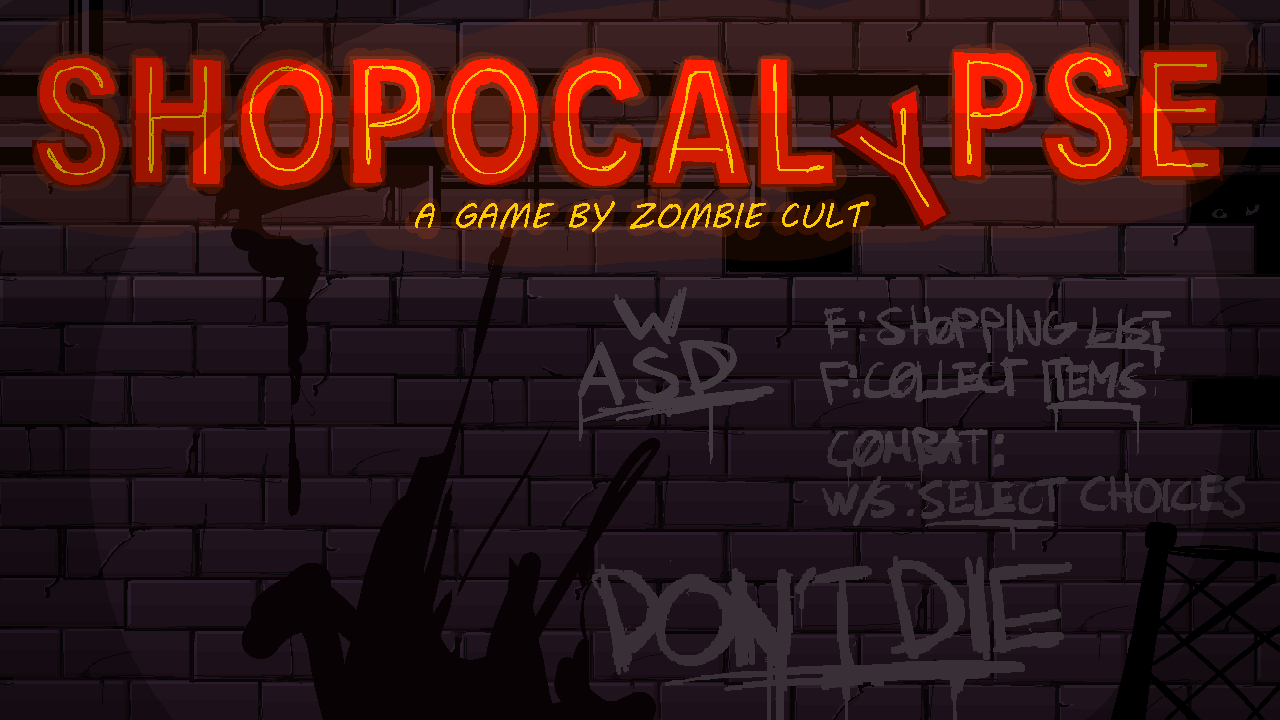 SHOPOCALYPSE
A GAME BY ZOMBIE CULT
W
ASD
E: SHOPPING LIST
F: COLLECT ITEMS
COMBAT:
W/S: SELECT CHOICES
DON'T DIE